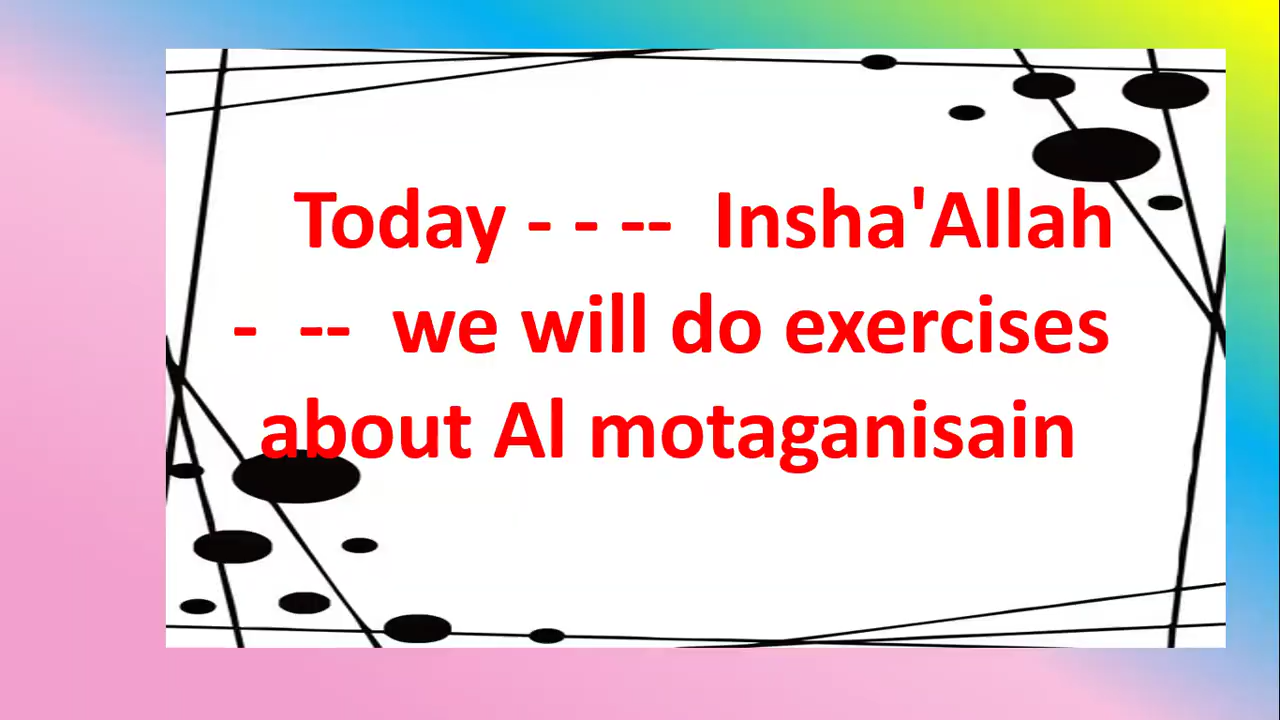 Today - - -- Insha'Allah
- -- we will do exercises
about Al motaganisain